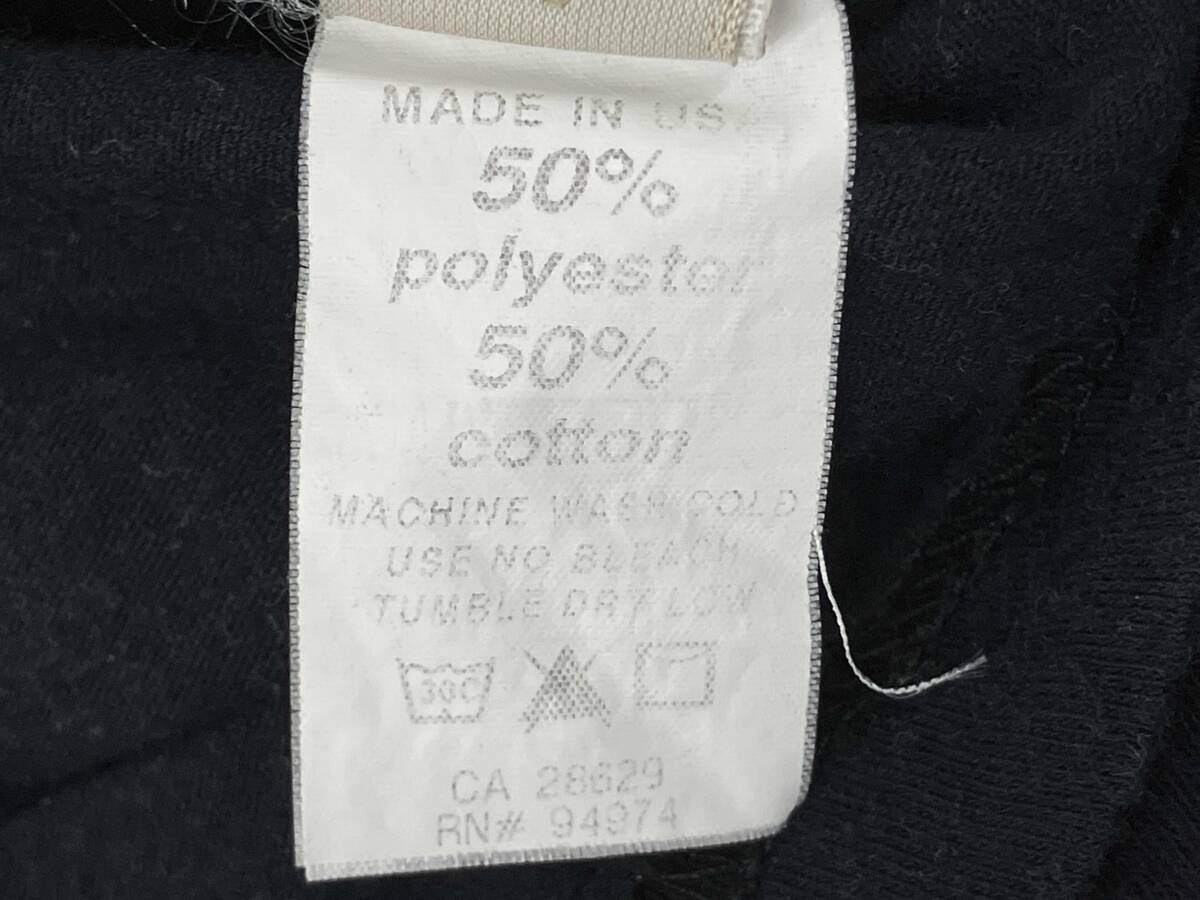 MADE IN USA
50%
polyester
50%
cotton
MACHINE WASH COLD
USE NO BLEACH
TUMBLE DRY LOW
30C
CA 28629
RN# 94974